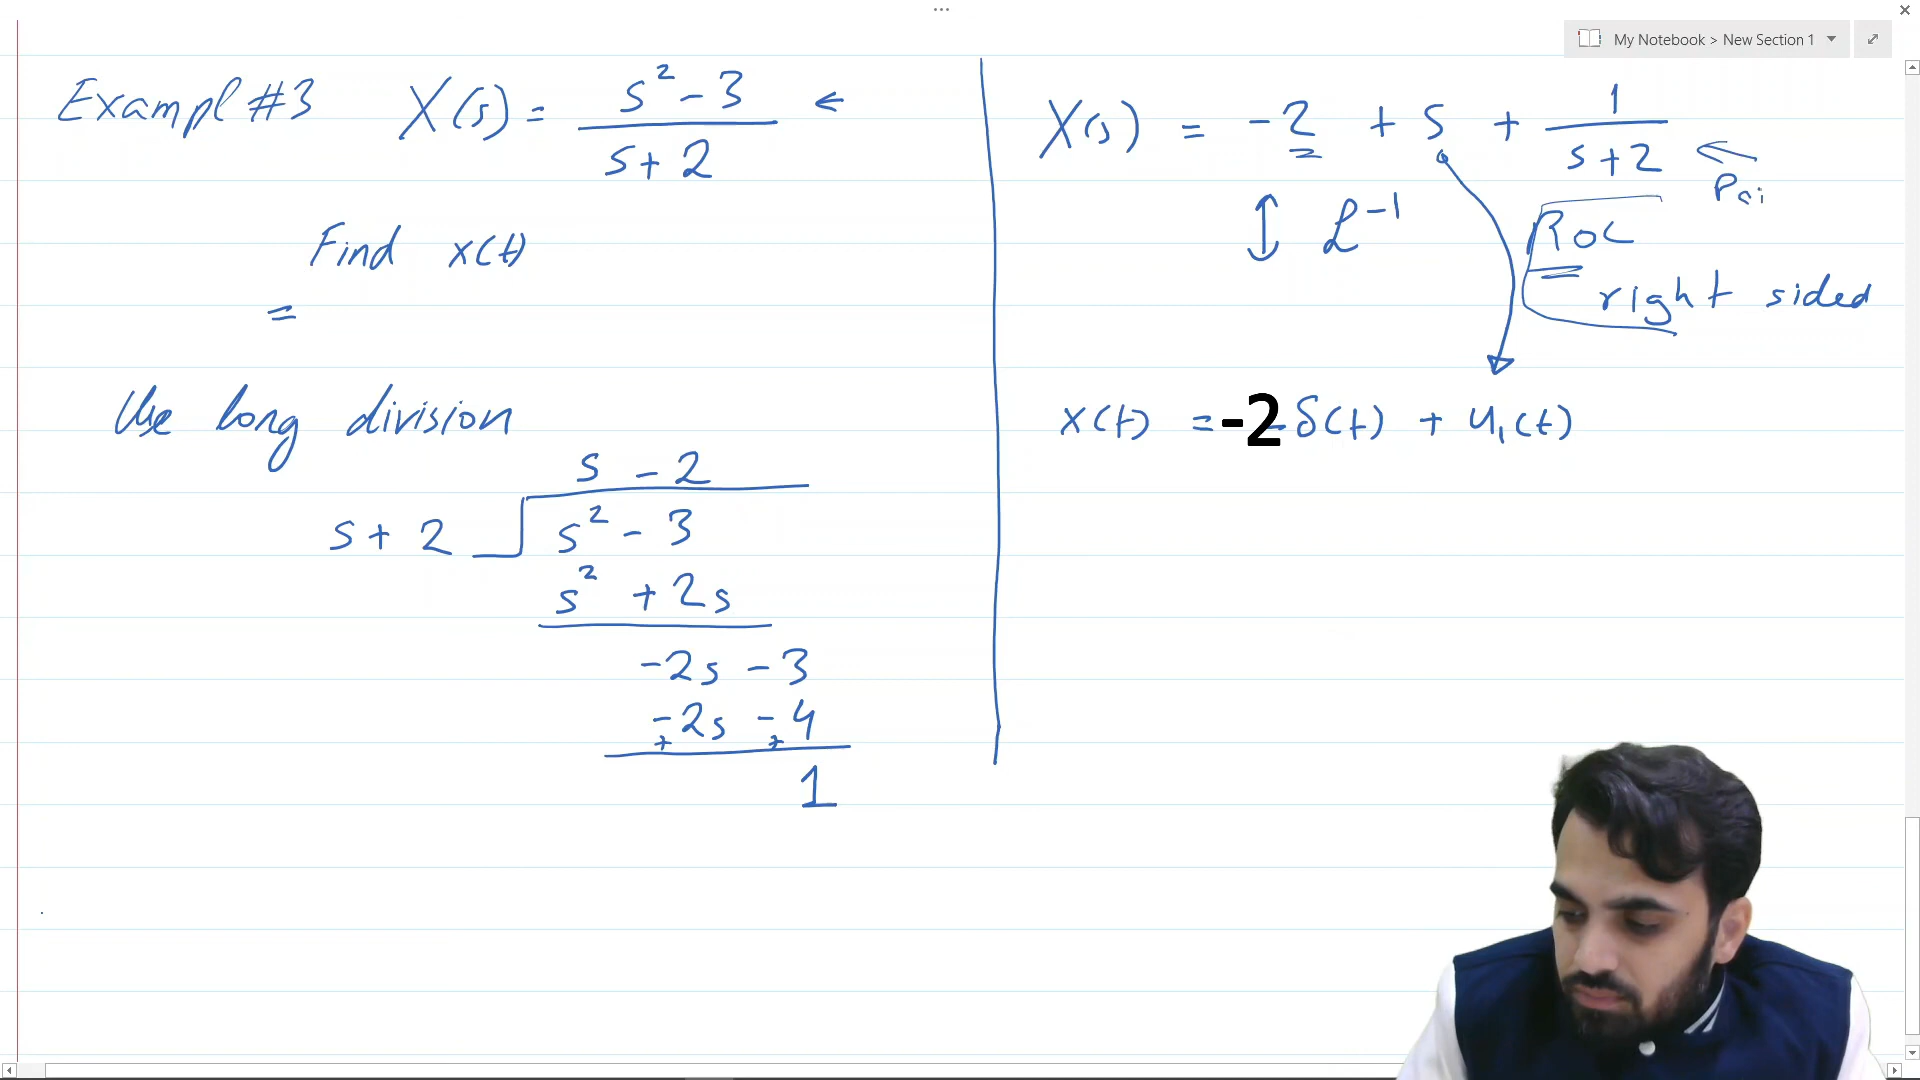 My Notebook > New Section 1
Exampl #3 X(s) = s² - 3 / s + 2 ←
Find x(t)
=
Use long division
s - 2
s + 2 s² - 3
s² + 2s
-2s - 3
-2s - 4
+ +
1
X(s) = -2 + s + 1 / s + 2 ←
Pai
↕ ℒ⁻¹
ROC
right sided
x(t) = -2 δ(t) + u₁(t)